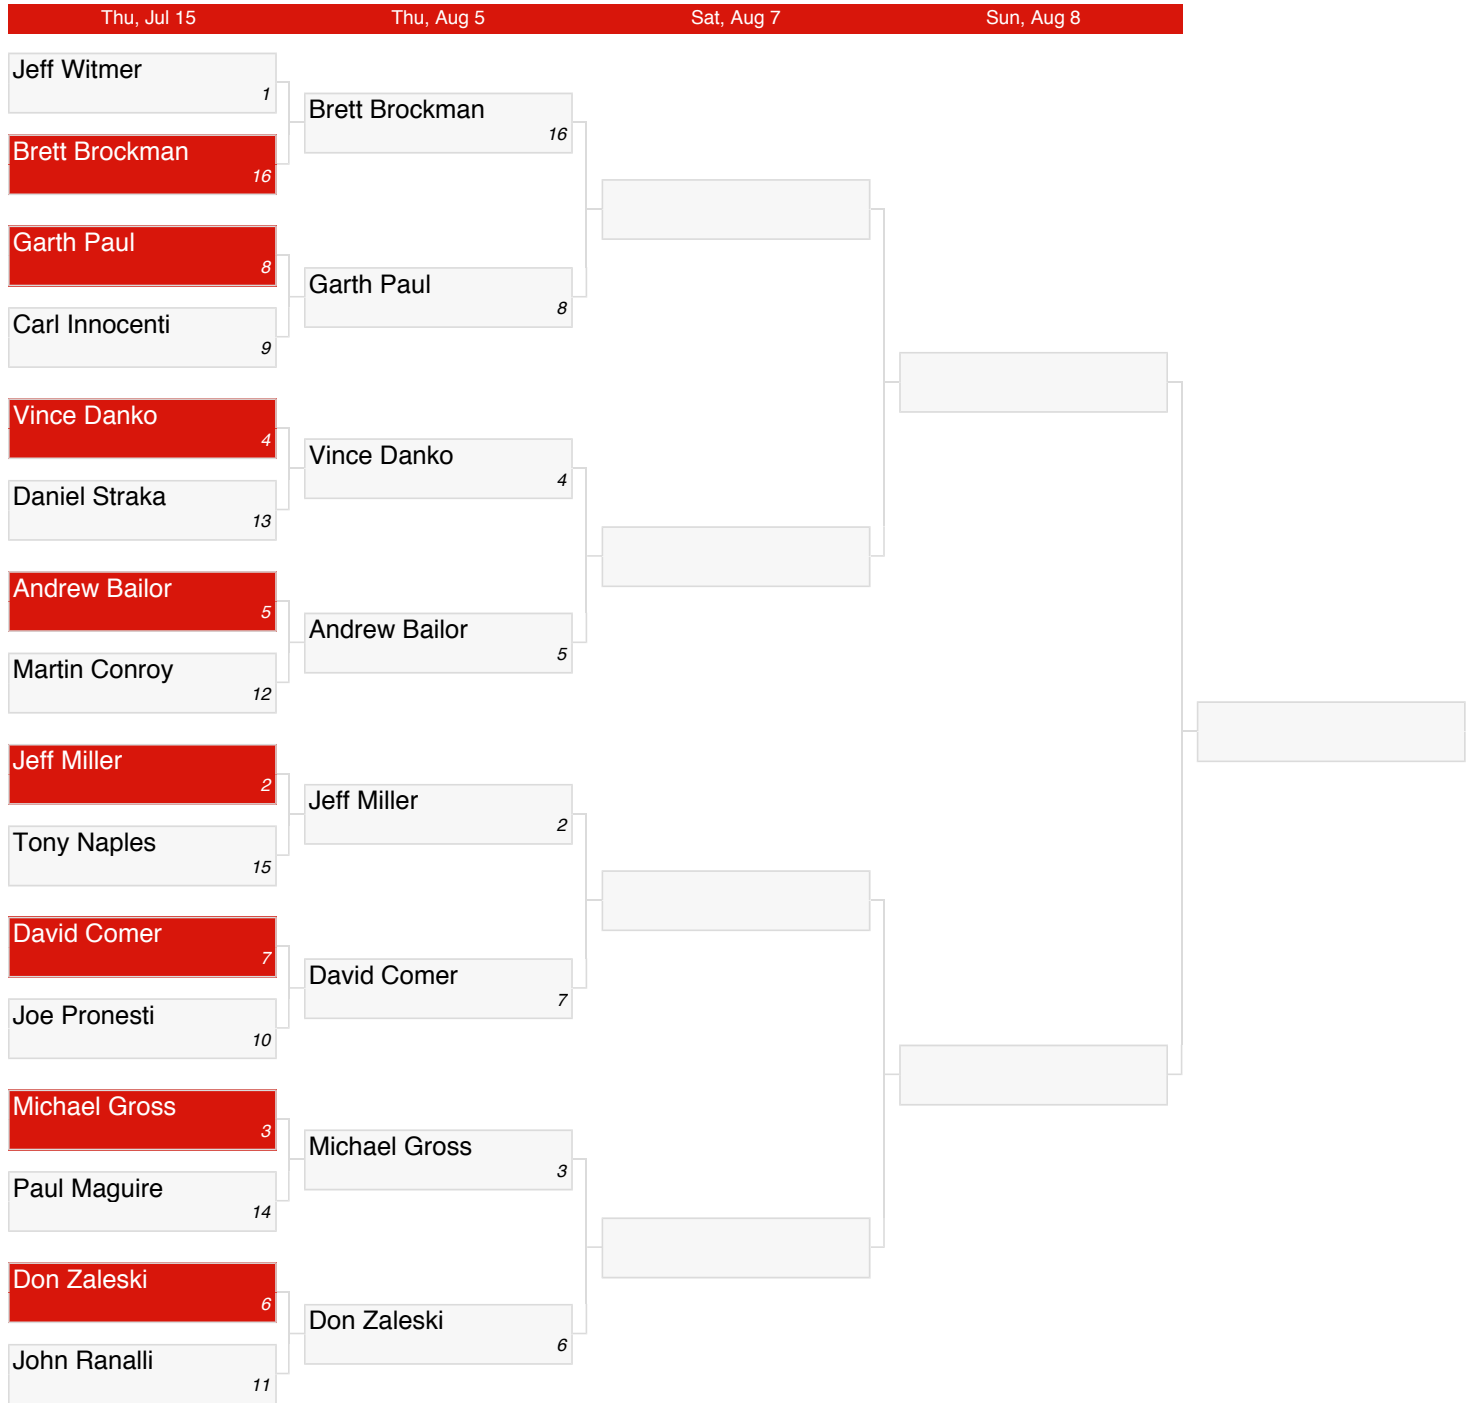 Thu, Jul 15
Thu, Aug 5
Sat, Aug 7
Sun, Aug 8
Jeff Witmer
1
Brett Brockman
16
Garth Paul
8
Carl Innocenti
9
Vince Danko
4
Daniel Straka
13
Andrew Bailor
5
Martin Conroy
12
Jeff Miller
2
Tony Naples
15
David Comer
7
Joe Pronesti
10
Michael Gross
3
Paul Maguire
14
Don Zaleski
6
John Ranalli
11
Brett Brockman
16
Garth Paul
8
Vince Danko
4
Andrew Bailor
5
Jeff Miller
2
David Comer
7
Michael Gross
3
Don Zaleski
6